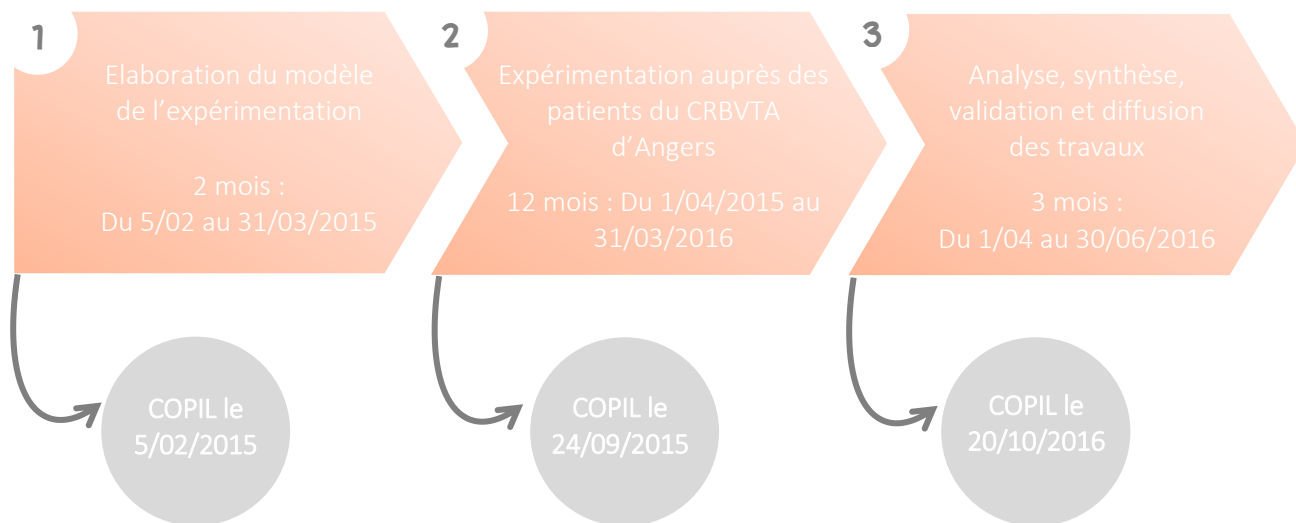 1
Elaboration du modèle
de l’expérimentation
2 mois :
Du 5/02 au 31/03/2015
2
Expérimentation auprès des
patients du CRBVTA
d’Angers
12 mois : Du 1/04/2015 au
31/03/2016
3
Analyse, synthèse,
validation et diffusion
des travaux
3 mois :
Du 1/04 au 30/06/2016
COPIL le
5/02/2015
COPIL le
24/09/2015
COPIL le
20/10/2016